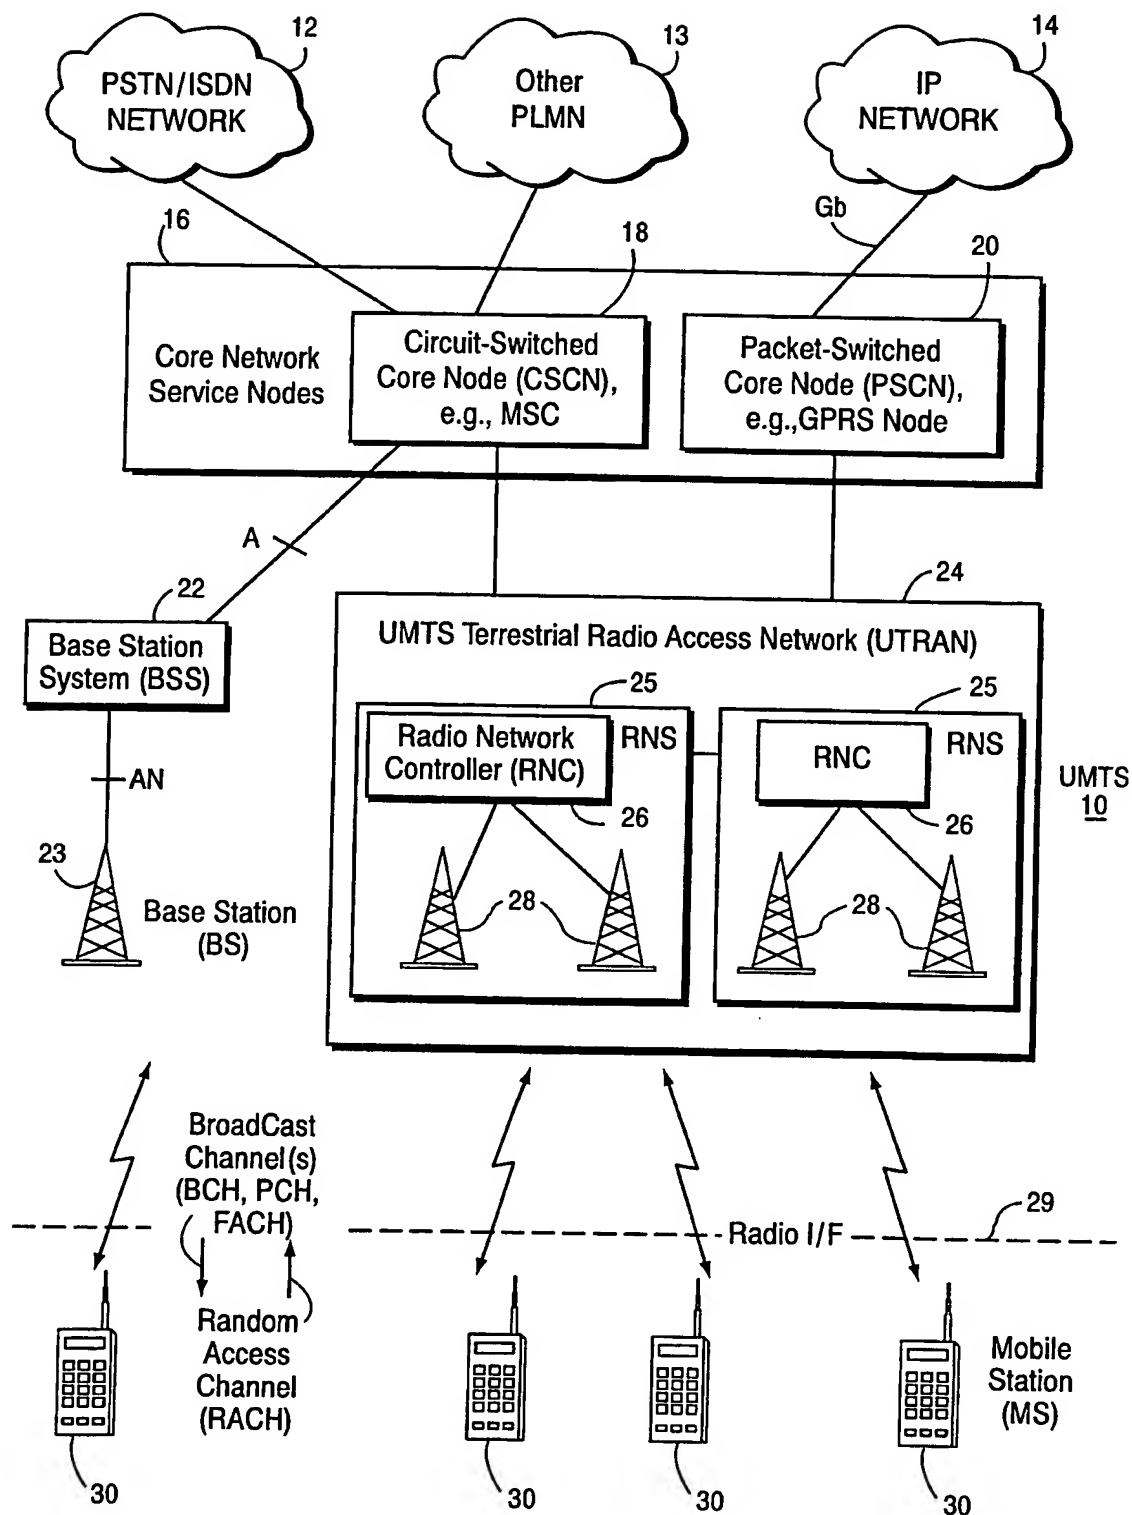 12
13
14
PSTN/ISDN
NETWORK
Other
PLMN
IP
NETWORK
Gb
16
18
20
Core Network
Service Nodes
Circuit-Switched
Core Node (CSCN),
e.g., MSC
Packet-Switched
Core Node (PSCN),
e.g.,GPRS Node
A
22
24
Base Station
System (BSS)
UMTS Terrestrial Radio Access Network (UTRAN)
25
25
Radio Network
Controller (RNC)
RNS
RNC
RNS
AN
26
26
UMTS
10
23
Base Station
(BS)
28
28
BroadCast
Channel(s)
(BCH, PCH,
FACH)
29
Radio I/F
Random
Access
Channel
(RACH)
Mobile
Station
(MS)
30
30
30
30